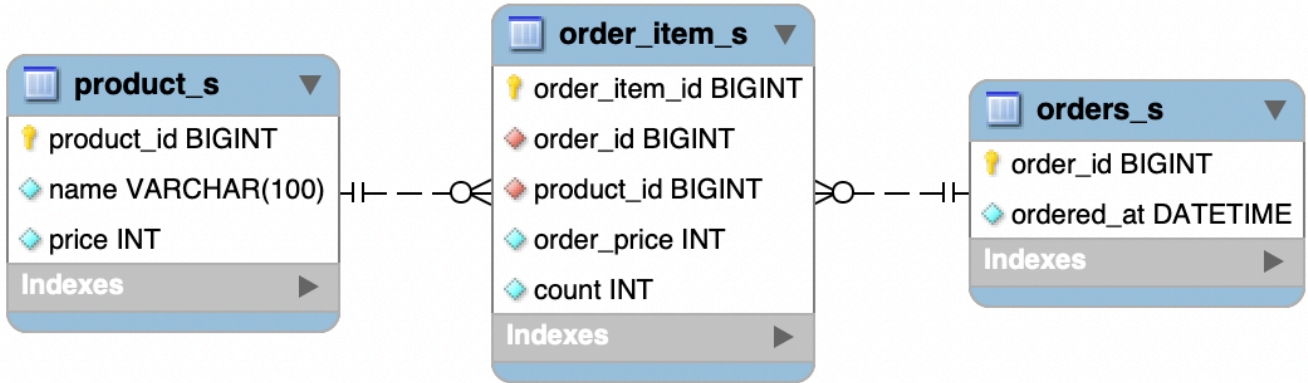 product_s
product_id BIGINT
name VARCHAR(100)
price INT
Indexes
order_item_s
order_item_id BIGINT
order_id BIGINT
product_id BIGINT
order_price INT
count INT
Indexes
orders_s
order_id BIGINT
ordered_at DATETIME
Indexes